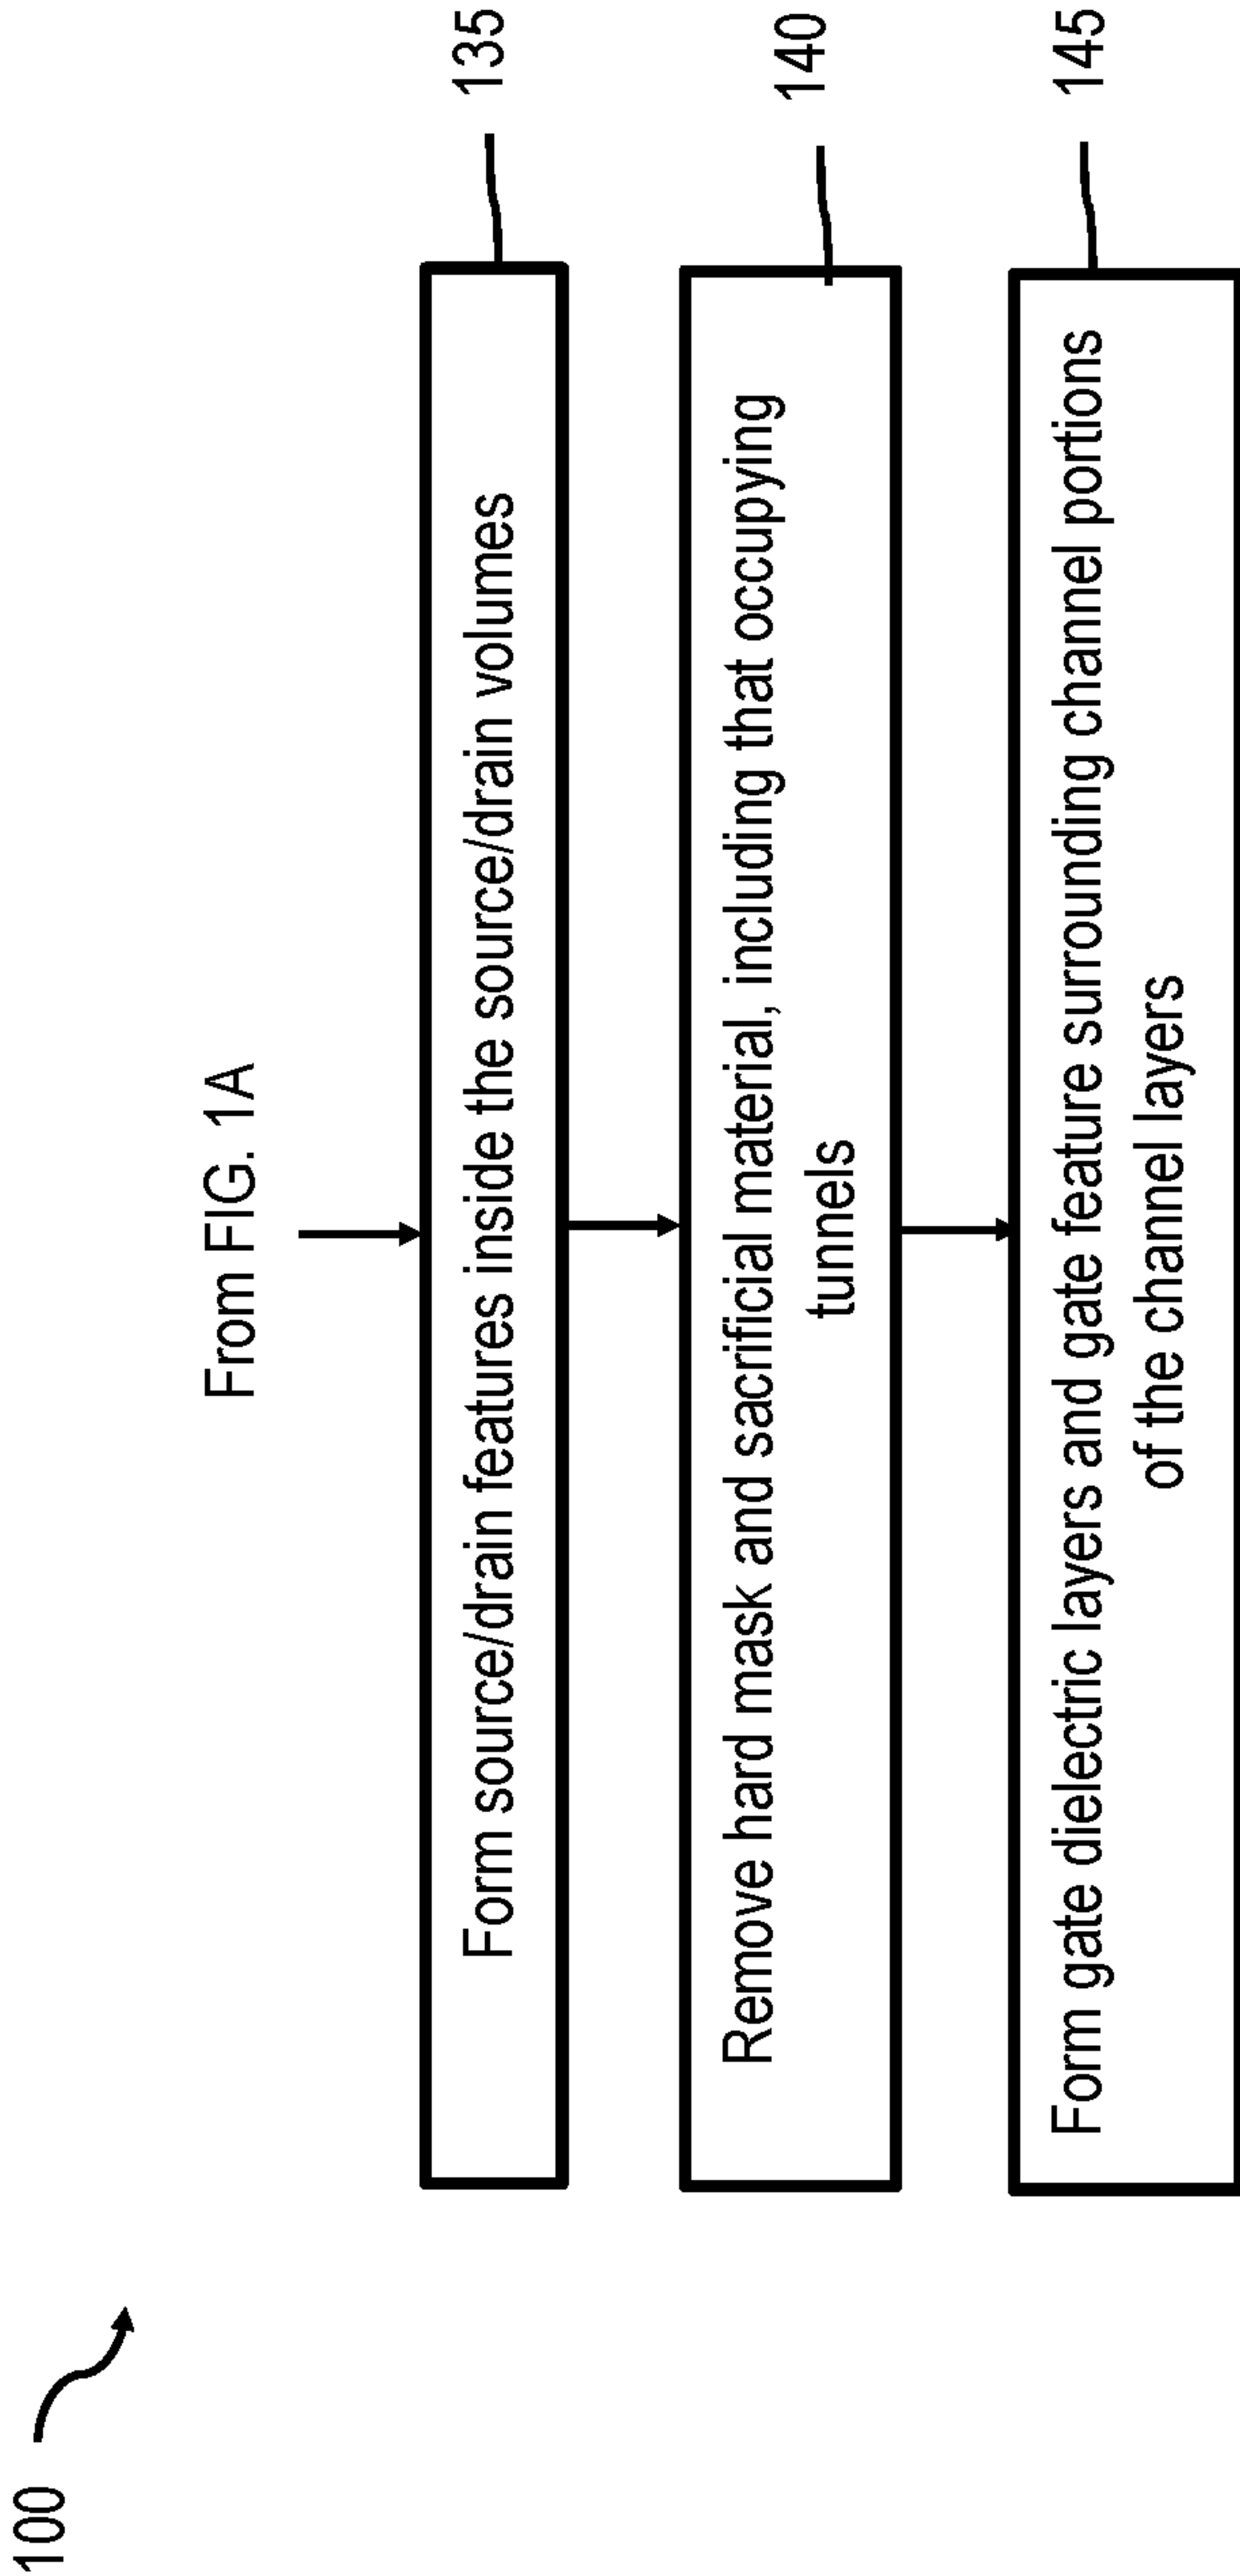 100
From FIG. 1A
Form source/drain features inside the source/drain volumes
135
Remove hard mask and sacrificial material, including that occupying
tunnels
140
Form gate dielectric layers and gate feature surrounding channel portions
of the channel layers
145